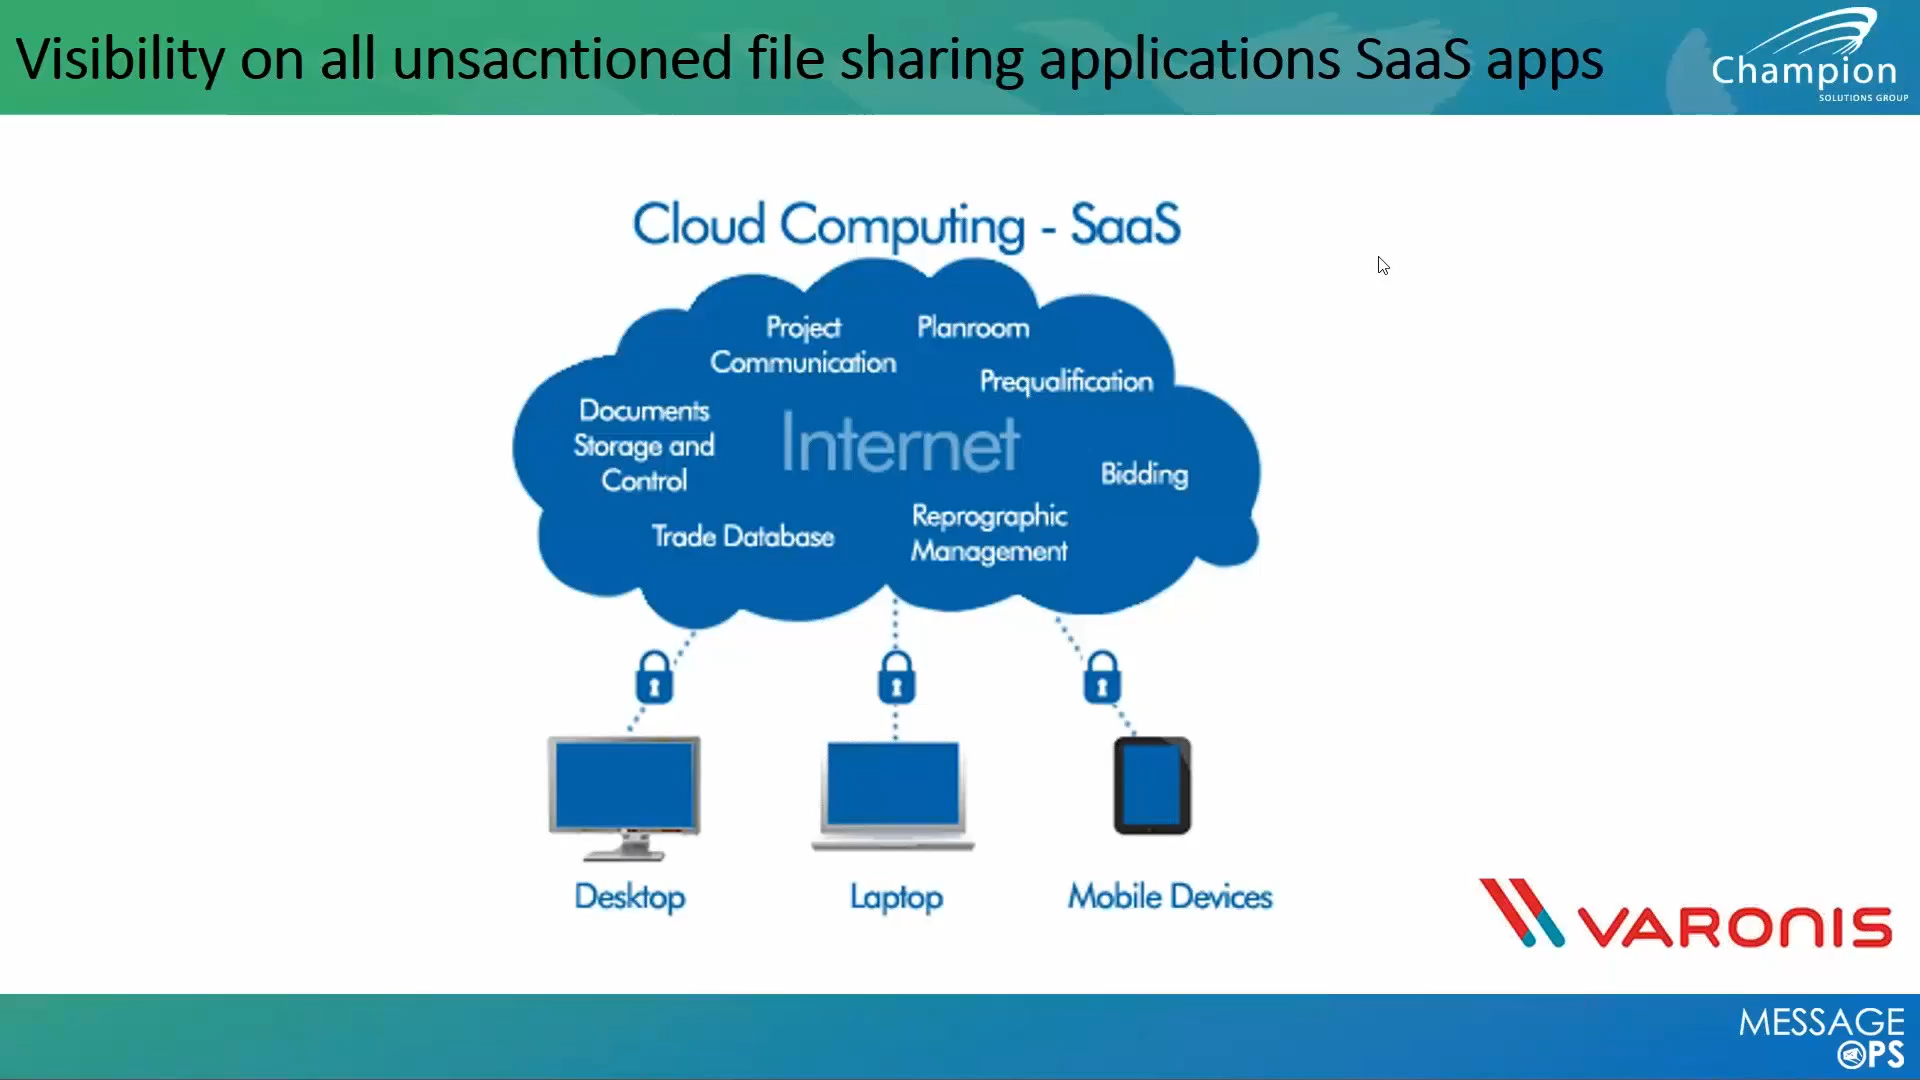 Visibility on all unsacntioned file sharing applications SaaS apps
Champion
SOLUTIONS GROUP
Cloud Computing - SaaS
Project
Communication
Planroom
Prequalification
Documents
Storage and
Control
Internet
Bidding
Trade Database
Reprographic
Management
Desktop
Laptop
Mobile Devices
VARONIS
MESSAGE
OPS